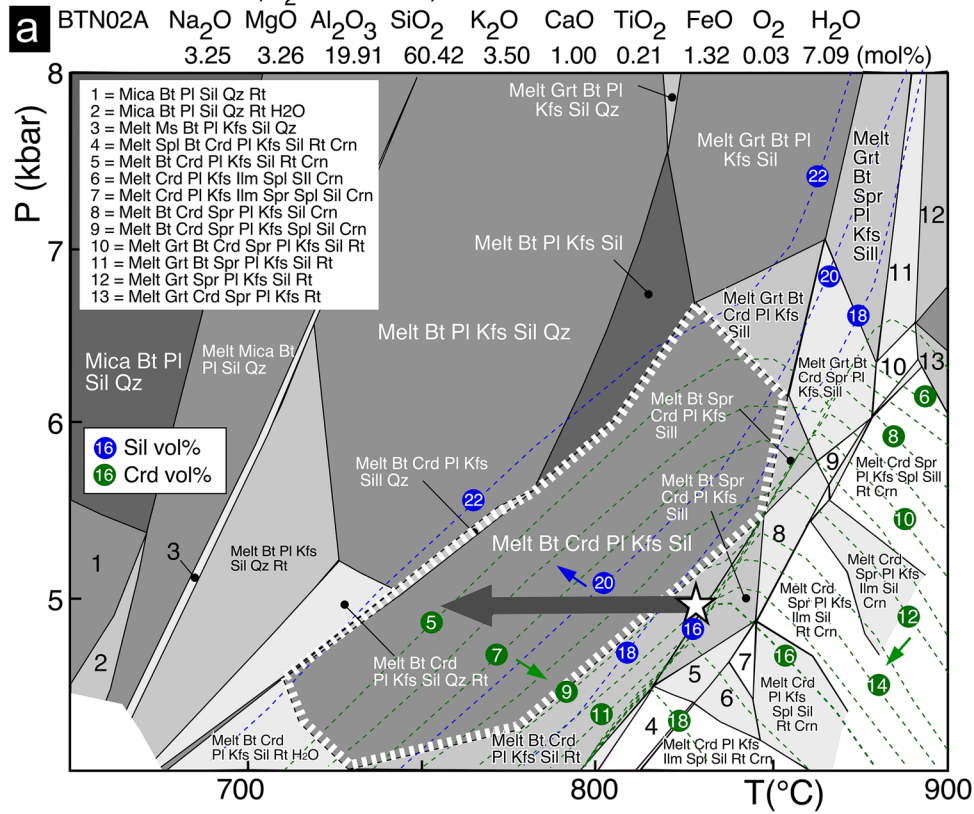 a
BTN02A Na2O MgO Al2O3 SiO2 K2O CaO TiO2 FeO O2 H2O
3.25 3.26 19.91 60.42 3.50 1.00 0.21 1.32 0.03 7.09 (mol%)
P (kbar)
8
7
6
5
1 = Mica Bt Pl Sil Qz Rt
2 = Mica Bt Pl Sil Qz Rt H2O
3 = Melt Ms Bt Pl Kfs Sil Qz
4 = Melt Spl Bt Crd Pl Kfs Sil Rt Crn
5 = Melt Bt Crd Pl Kfs Sil Rt Crn
6 = Melt Crd Pl Kfs Ilm Spl SIl Crn
7 = Melt Crd Pl Kfs Ilm Spr Spl Sil Crn
8 = Melt Bt Crd Spr Pl Kfs Sil Crn
9 = Melt Bt Crd Spr Pl Kfs Spl Sil Crn
10 = Melt Grt Bt Crd Spr Pl Kfs Sil Rt
11 = Melt Grt Bt Spr Pl Kfs Sil Rt
12 = Melt Grt Spr Pl Kfs Sil Rt
13 = Melt Grt Crd Spr Pl Kfs Rt
Melt Grt Bt Pl
Kfs Sil Qz
Melt Grt Bt Pl
Kfs Sil
22
Melt
Grt
Bt
Spr
Pl
Kfs
Sill
12
11
Melt Bt Pl Kfs Sil
20
18
Melt Grt Bt
Crd Pl Kfs
Sill
Melt Bt Pl Kfs Sil Qz
Mica Bt Pl
Sil Qz
Melt Mica Bt
Pl Sil Qz
Melt Grt Bt
Crd Spr Pl
Kfs Sill
10
13
6
Melt Bt Spr
Crd Pl Kfs
Sill
8
16 Sil vol%
16 Crd vol%
Melt Bt Crd Pl Kfs
Sill Qz
22
9
Melt Crd Spr
Pl Kfs Spl Sill
Rt Crn
Melt Bt Spr
Crd Pl Kfs
Sill
10
8
1
3
Melt Bt Pl Kfs
Sil Qz Rt
Melt Bt Crd Pl Kfs Sil
20
Melt Crd
Spr Pl Kfs
Ilm Sil
Crn
Melt Crd
Spr Pl Kfs
Ilm Sil
Rt Crn
12
5
16
18
7
9
11
2
Melt Bt Crd
Pl Kfs Sil Qz Rt
5
6
7
16
14
Melt Crd
Pl Kfs
Spl Sil
Rt Crn
4
18
Melt Bt Crd
Pl Kfs Sil Rt H2O
Melt Bt Crd
Pl Kfs Sil Rt
Melt Crd Pl Kfs
Ilm Spl Sil Rt Crn
700
800
T(°C)
900